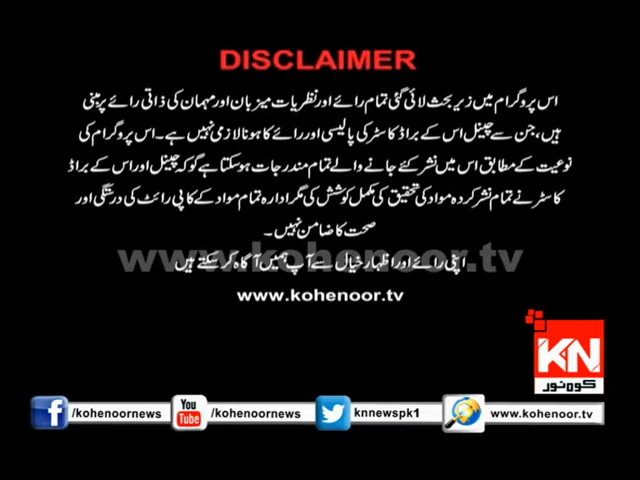 DISCLAIMER
اس پروگرام میں زیر بحث لائی گئی تمام رائے اور نظریات میزبان اور مہمان کی ذاتی رائے پر مبنی
ہیں، جن سے چینل اس کے براڈ کاسٹر کی پالیسی اور رائے کا ہونا لازمی نہیں ہے۔ اس پروگرام کی
نوعیت کے مطابق اس میں نشر کئے جانے والے تمام مندرجات ہو سکتا ہے گو کہ چینل اور اس کے براڈ
کاسٹر نے تمام نشر کردہ مواد کی تحقیق کی مکمل کوشش کی مگر ادارہ تمام مواد کے کاپی رائٹ کی درستگی اور
صحت کا ضامن نہیں۔
www.kohenoor.tv
اپنی رائے اور اظہار خیال سے آپ ہمیں آگاہ کر سکتے ہیں
www.kohenoor.tv
KN
کوہ نور
f /kohenoornews
You Tube /kohenoornews
knnewspk1
www.kohenoor.tv